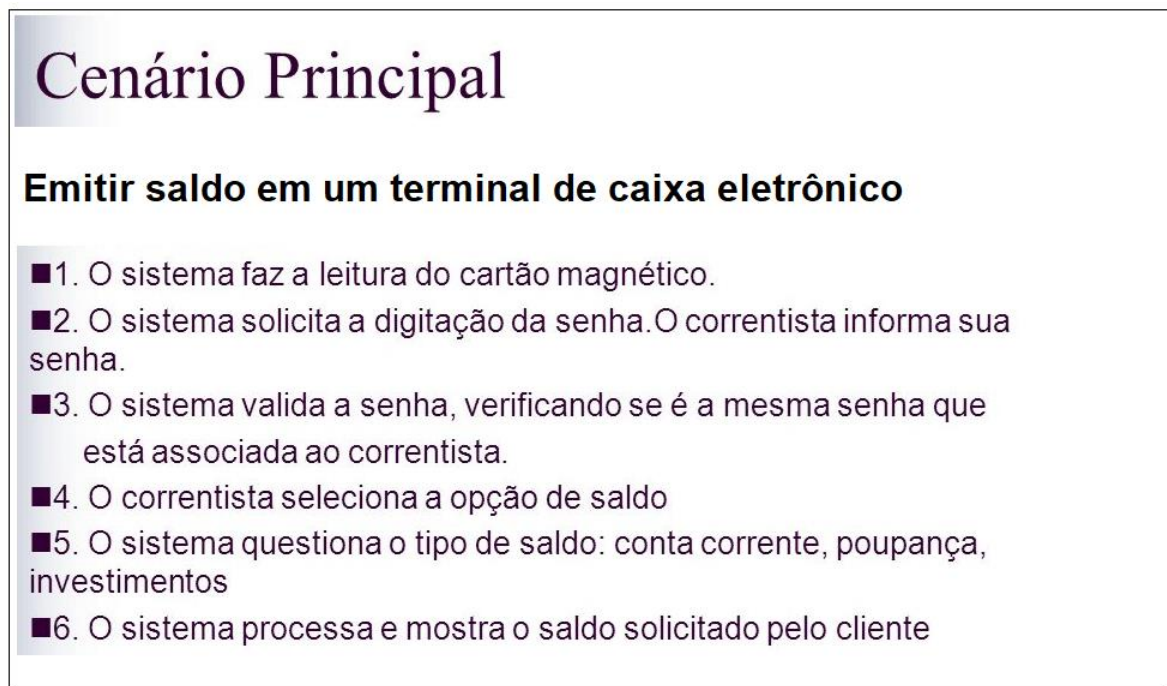 Cenário Principal
Emitir saldo em um terminal de caixa eletrônico
■1. O sistema faz a leitura do cartão magnético.
■2. O sistema solicita a digitação da senha.O correntista informa sua
senha.
■3. O sistema valida a senha, verificando se é a mesma senha que
está associada ao correntista.
■4. O correntista seleciona a opção de saldo
■5. O sistema questiona o tipo de saldo: conta corrente, poupança,
investimentos
■6. O sistema processa e mostra o saldo solicitado pelo cliente